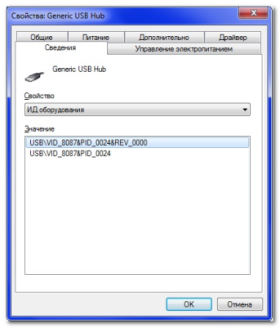 Свойства: Generic USB Hub
Общие
Питание
Дополнительно
Драйвер
Сведения
Управление электропитанием
Generic USB Hub
Свойство
ИД оборудования
Значение
USB\VID_8087&PID_0024&REV_0000
USB\VID_8087&PID_0024
OK
Отмена